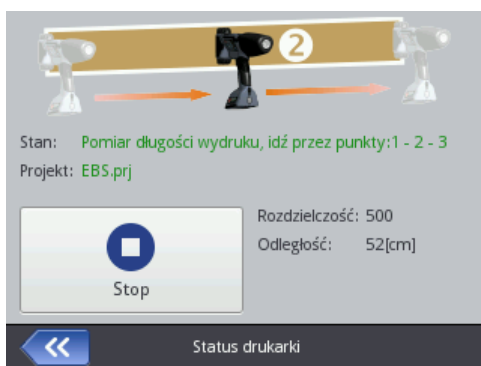 2
Stan: Pomiar długości wydruku, idź przez punkty:1 - 2 - 3
Projekt: EBS.prj
Rozdzielczość: 500
Odległość: 52[cm]
Stop
Status drukarki